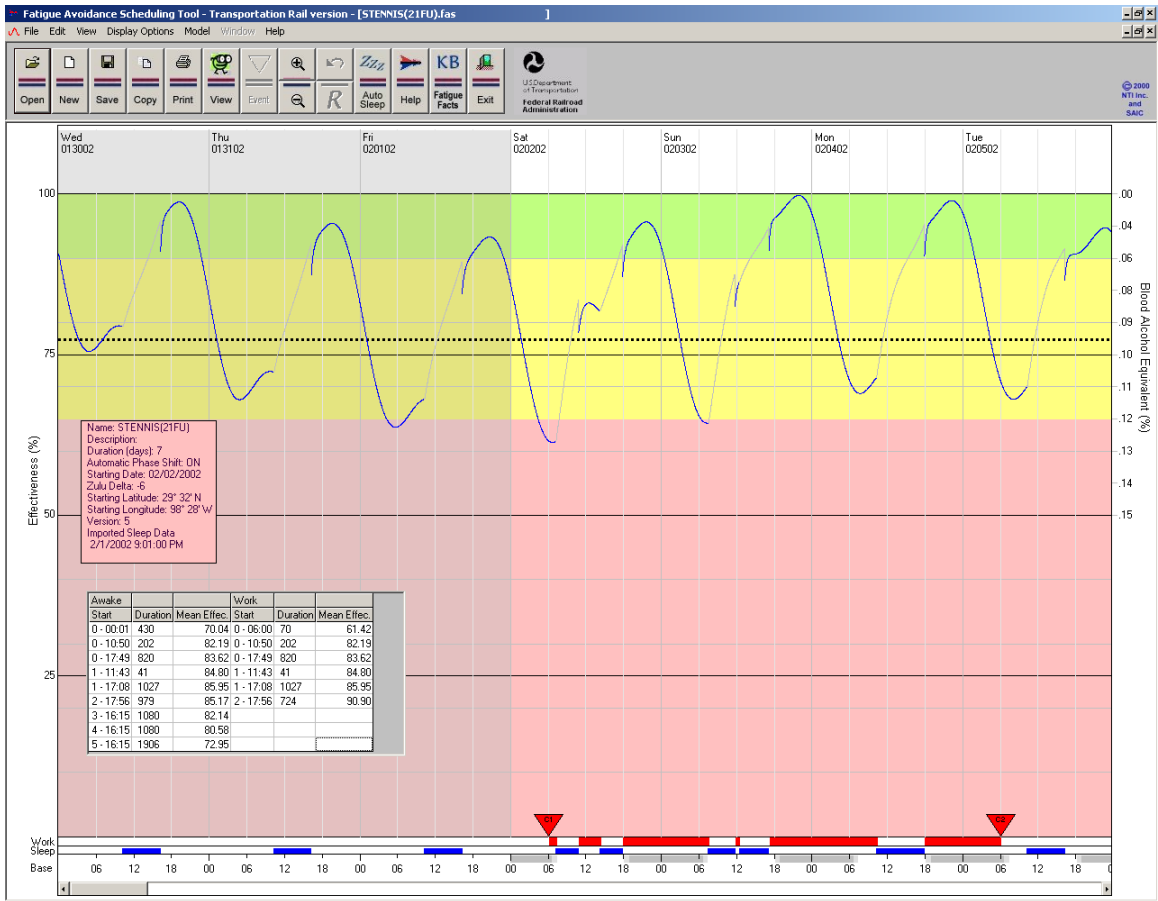 Fatigue Avoidance Scheduling Tool - Transportation Rail version - [STENNIS(21FU).fas ]
File Edit View Display Options Model Window Help
Open New Save Copy Print View Event R Auto Sleep Help Fatigue Facts Exit
ZZZ KB
U.S.Department
of Transportation
Federal Railroad
Administration
© 2000
NTI Inc.
and
SAIC
Wed Thu Fri Sat Sun Mon Tue
013002 013102 020102 020202 020302 020402 020502
100
75
50
25
Effectiveness (%)
.00
.04
.06
.08
.09
.10
.11
.12
.13
.14
.15
Blood Alcohol Equivalent (%)
Name: STENNIS(21FU)
Description:
Duration (days): 7
Automatic Phase Shift: ON
Starting Date: 02/02/2002
Zulu Delta: -6
Starting Latitude: 29° 32' N
Starting Longitude: 98° 28' W
Version: 5
Imported Sleep Data
2/1/2002 9:01:00 PM
Awake Work
Start Duration Mean Effec. Start Duration Mean Effec.
0 - 00:01 430 70.04 0 - 06:00 70 61.42
0 - 10:50 202 82.19 0 - 10:50 202 82.19
0 - 17:49 820 83.62 0 - 17:49 820 83.62
1 - 11:43 41 84.80 1 - 11:43 41 84.80
1 - 17:08 1027 85.95 1 - 17:08 1027 85.95
2 - 17:56 979 85.17 2 - 17:56 724 90.90
3 - 16:15 1080 82.14
4 - 16:15 1080 80.58
5 - 16:15 1906 72.95
C1 C2
Work
Sleep
Base 06 12 18 00 06 12 18 00 06 12 18 00 06 12 18 00 06 12 18 00 06 12 18 00 06 12 18 0